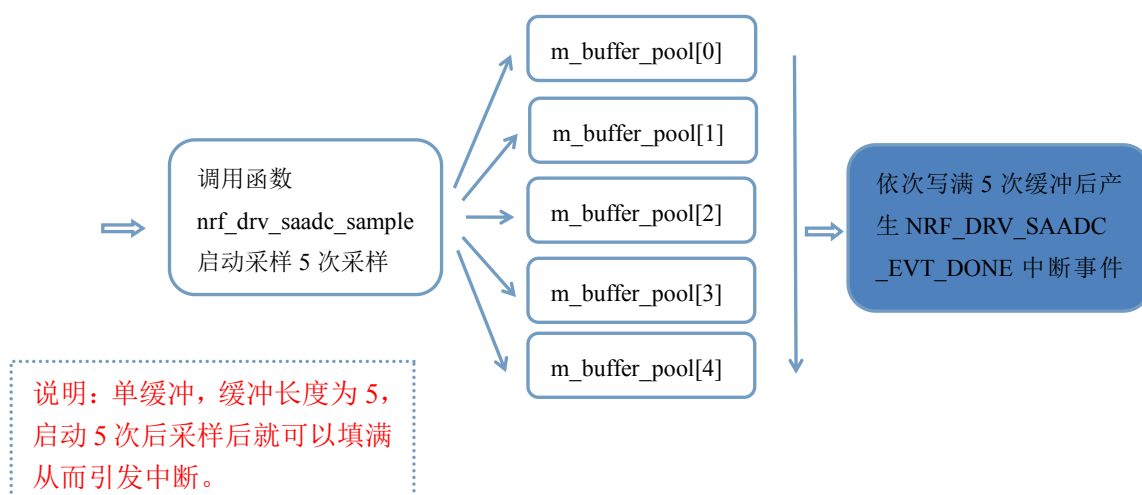 调用函数
nrf_drv_saadc_sample
启动采样 5 次采样
m_buffer_pool[0]
m_buffer_pool[1]
m_buffer_pool[2]
m_buffer_pool[3]
m_buffer_pool[4]
依次写满 5 次缓冲后产
生 NRF_DRV_SAADC
_EVT_DONE 中断事件
说明：单缓冲，缓冲长度为 5，
启动 5 次后采样后就可以填满
从而引发中断。